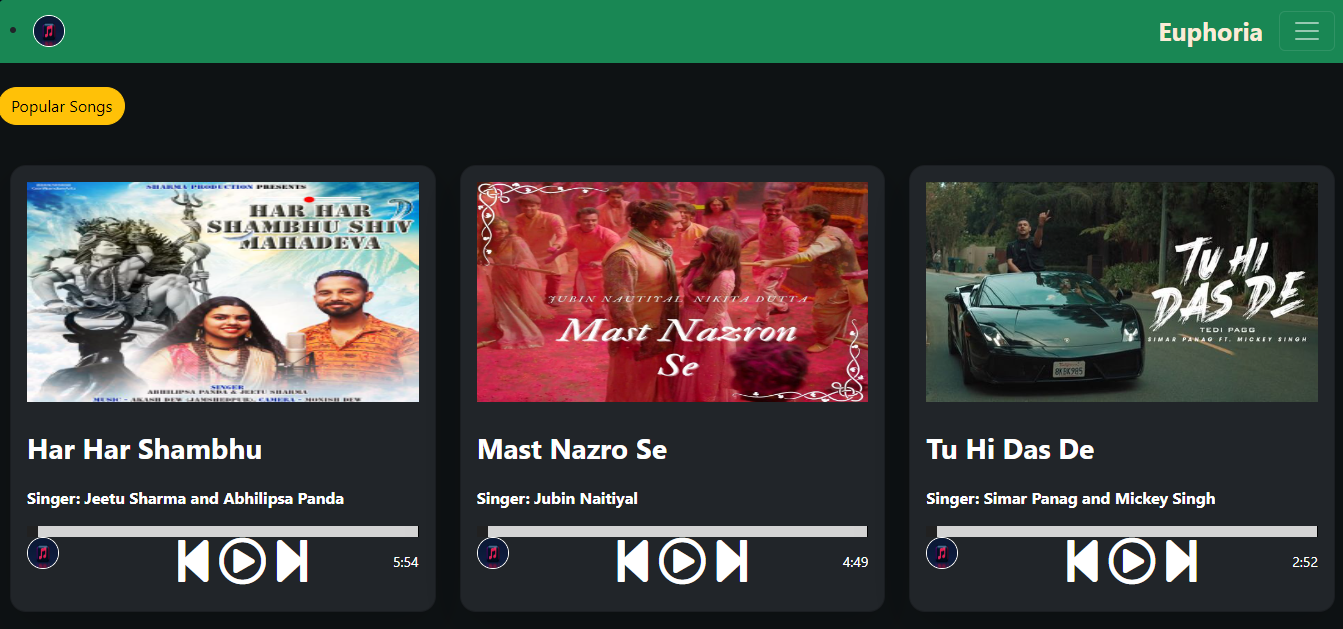 Euphoria
Popular Songs
SHARMA PRODUCTION PRESENTS
HAR HAR
SHAMBHU SHIV
MAHADEVA
SINGER
ABHILIPSA PANDA & JEETU SHARMA
MUSIC - AKASH DEW (JAMSHEDPUR), CAMERA - MONISH DEW
JUBIN NAUTIYAL NIKITA DUTTA
Mast Nazron
Se
TU HI
DAS DE
TEDI PAGG
SIMAR PANAG FT. MICKEY SINGH
Har Har Shambhu
Singer: Jeetu Sharma and Abhilipsa Panda
5:54
Mast Nazro Se
Singer: Jubin Naitiyal
4:49
Tu Hi Das De
Singer: Simar Panag and Mickey Singh
2:52